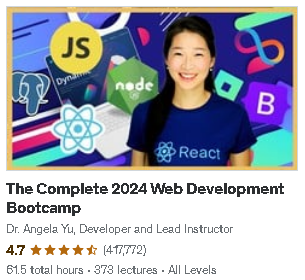 JS
Dynam
node
React
B
The Complete 2024 Web Development
Bootcamp
Dr. Angela Yu, Developer and Lead Instructor
4.7 (417,772)
61.5 total hours · 373 lectures · All Levels